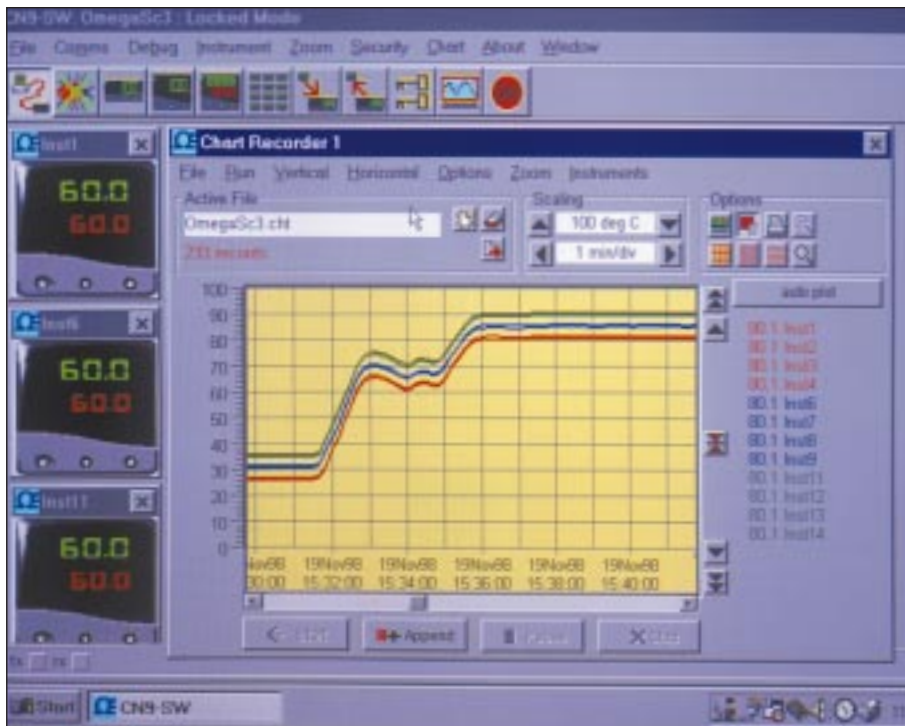 CN9-SW: OmegaSc3 : Locked Mode
File Comms Debug Instrument Zoom Security Chart About Window
Inst1
60.0
60.0
Inst6
60.0
60.0
Inst11
60.0
60.0
Chart Recorder 1
File Run Vertical Horizontal Options Zoom Instruments
Active File
OmegaSc3.cht
233 records
Scaling
100 deg C
1 min/div
Options
auto plot
100
90
80
70
60
50
40
30
20
10
0
19Nov98 19Nov98 19Nov98 19Nov98 19Nov98
15:32:00 15:34:00 15:36:00 15:38:00 15:40:00
80.1 Inst1
80.1 Inst2
80.1 Inst3
80.1 Inst4
80.1 Inst6
80.1 Inst7
80.1 Inst8
80.1 Inst9
80.1 Inst11
80.1 Inst12
80.1 Inst13
80.1 Inst14
Append
tx rx
Start CN9-SW